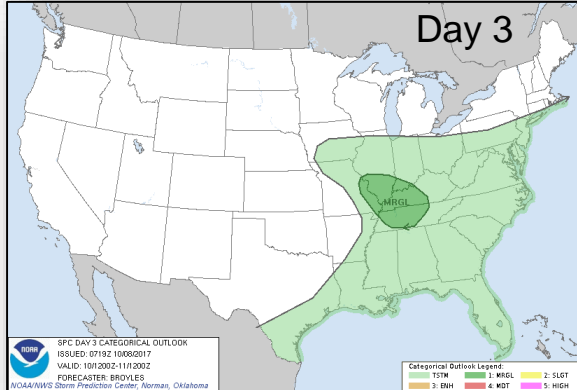 Day 3
MRGL
NOAA
SPC DAY 3 CATEGORICAL OUTLOOK
ISSUED: 0719Z 10/08/2017
VALID: 10/1200Z-11/1200Z
FORECASTER: BROYLES
NOAA/NWS Storm Prediction Center, Norman, Oklahoma
Categorical Outlook Legend:
TSTM 1: MRGL 2: SLGT
3: ENH 4: MDT 5: HIGH